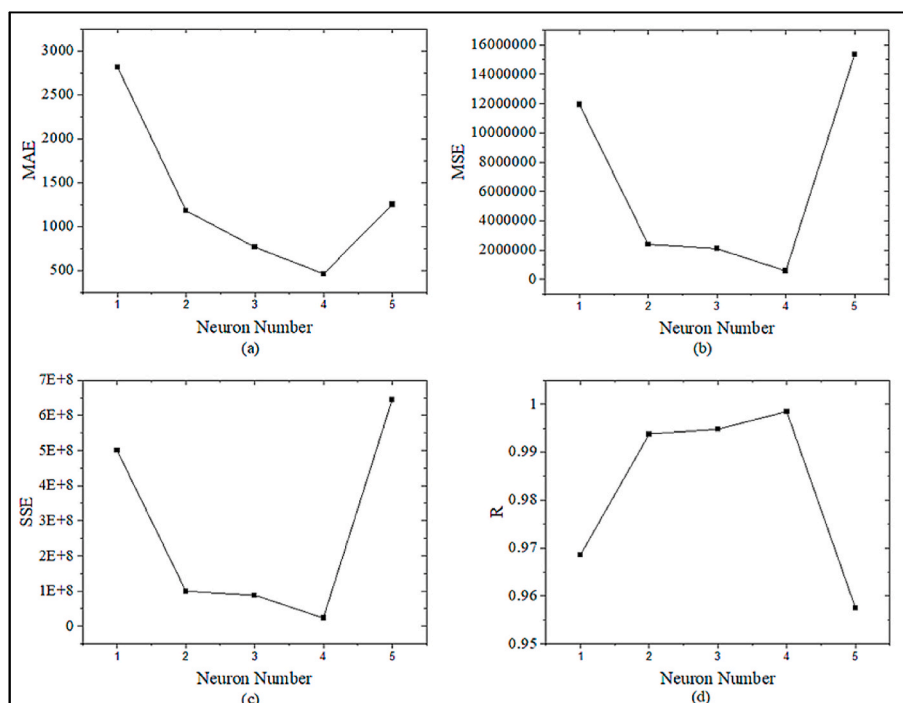 3000
2500
2000
1500
1000
500
MAE
1 2 3 4 5
Neuron Number
(a)
16000000
14000000
12000000
10000000
8000000
6000000
4000000
2000000
0
MSE
1 2 3 4 5
Neuron Number
(b)
7E+8
6E+8
5E+8
4E+8
3E+8
2E+8
1E+8
0
SSE
1 2 3 4 5
Neuron Number
(c)
1
0.99
0.98
0.97
0.96
0.95
R
1 2 3 4 5
Neuron Number
(d)